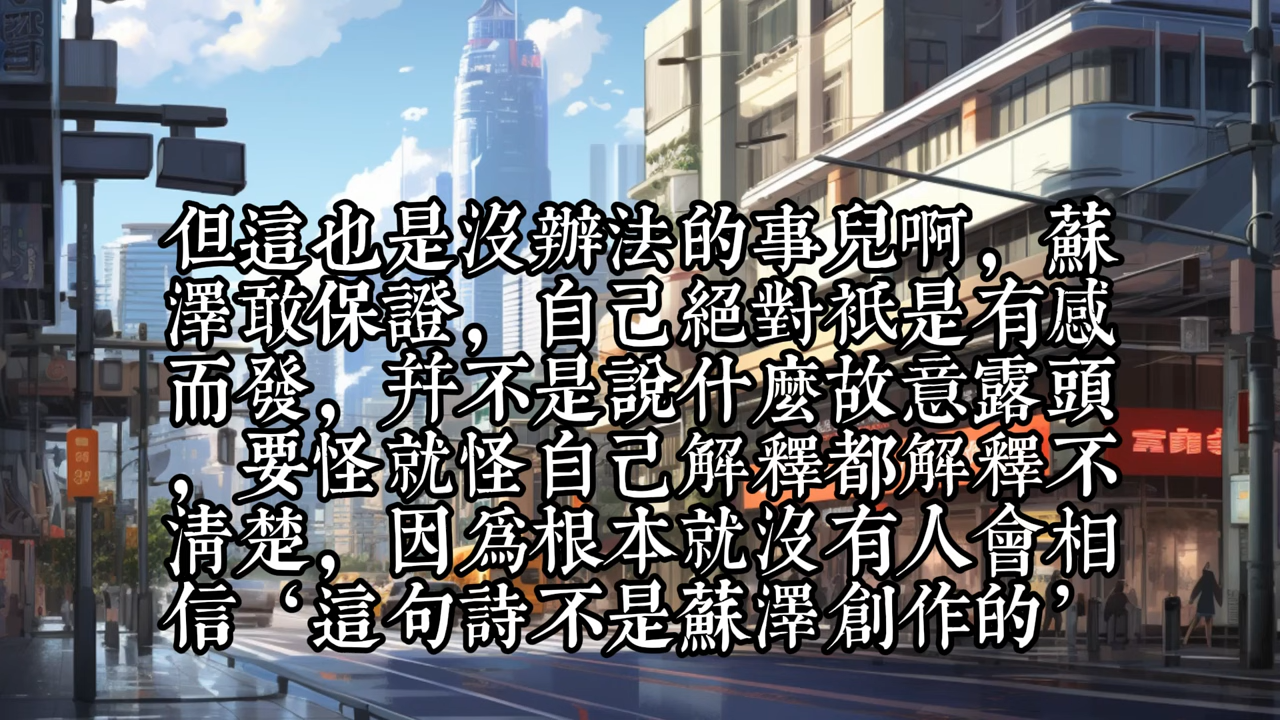 但這也是沒辦法的事兒啊，蘇
澤敢保證，自己絕對衹是有感
而發，幷不是說什麼故意露頭
，要怪就怪自己解釋都解釋不
清楚，因爲根本就沒有人會相
信‘這句詩不是蘇澤創作的’